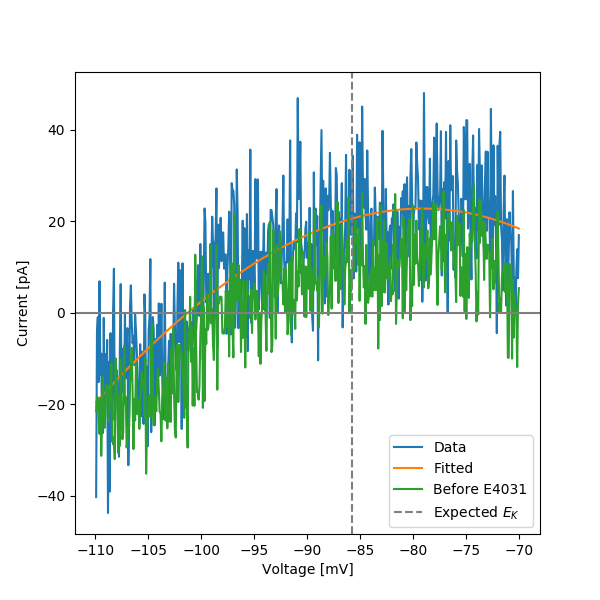 Current [pA]
40
20
0
−20
−40
−110
−105
−100
−95
−90
−85
−80
−75
−70
Voltage [mV]
Data
Fitted
Before E4031
Expected E_K